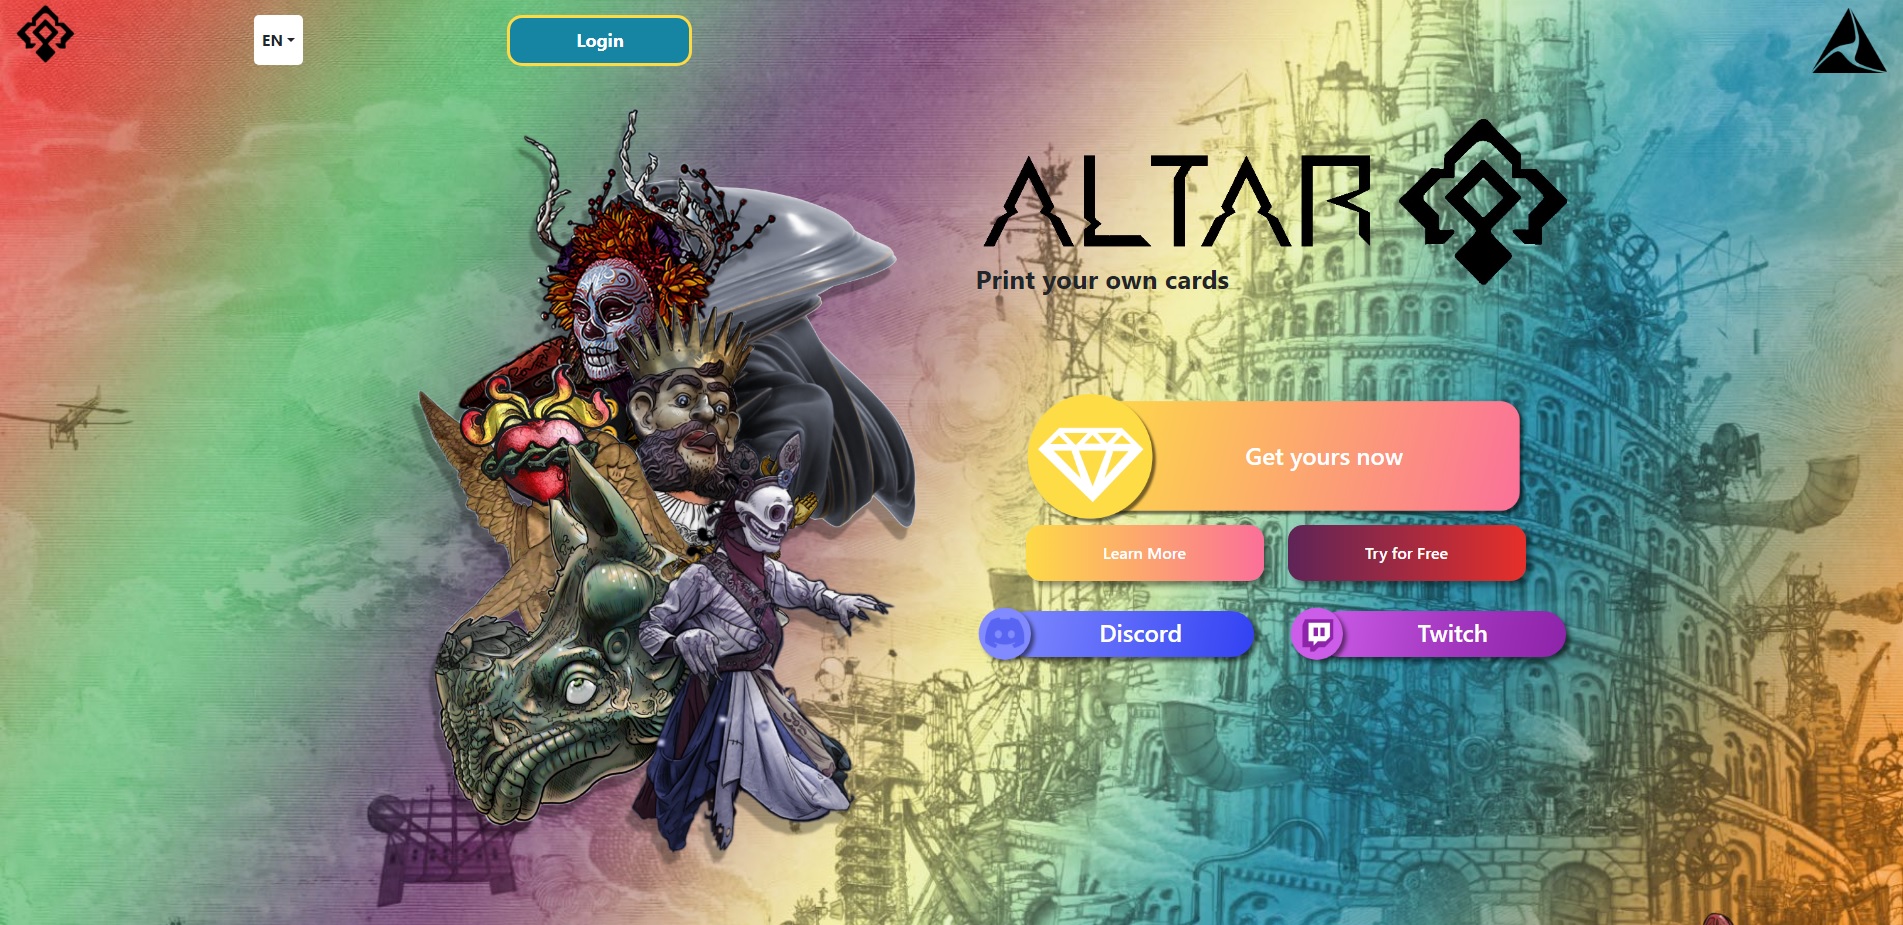 EN
Login
ALTAR
Print your own cards
Get yours now
Learn More
Try for Free
Discord
Twitch